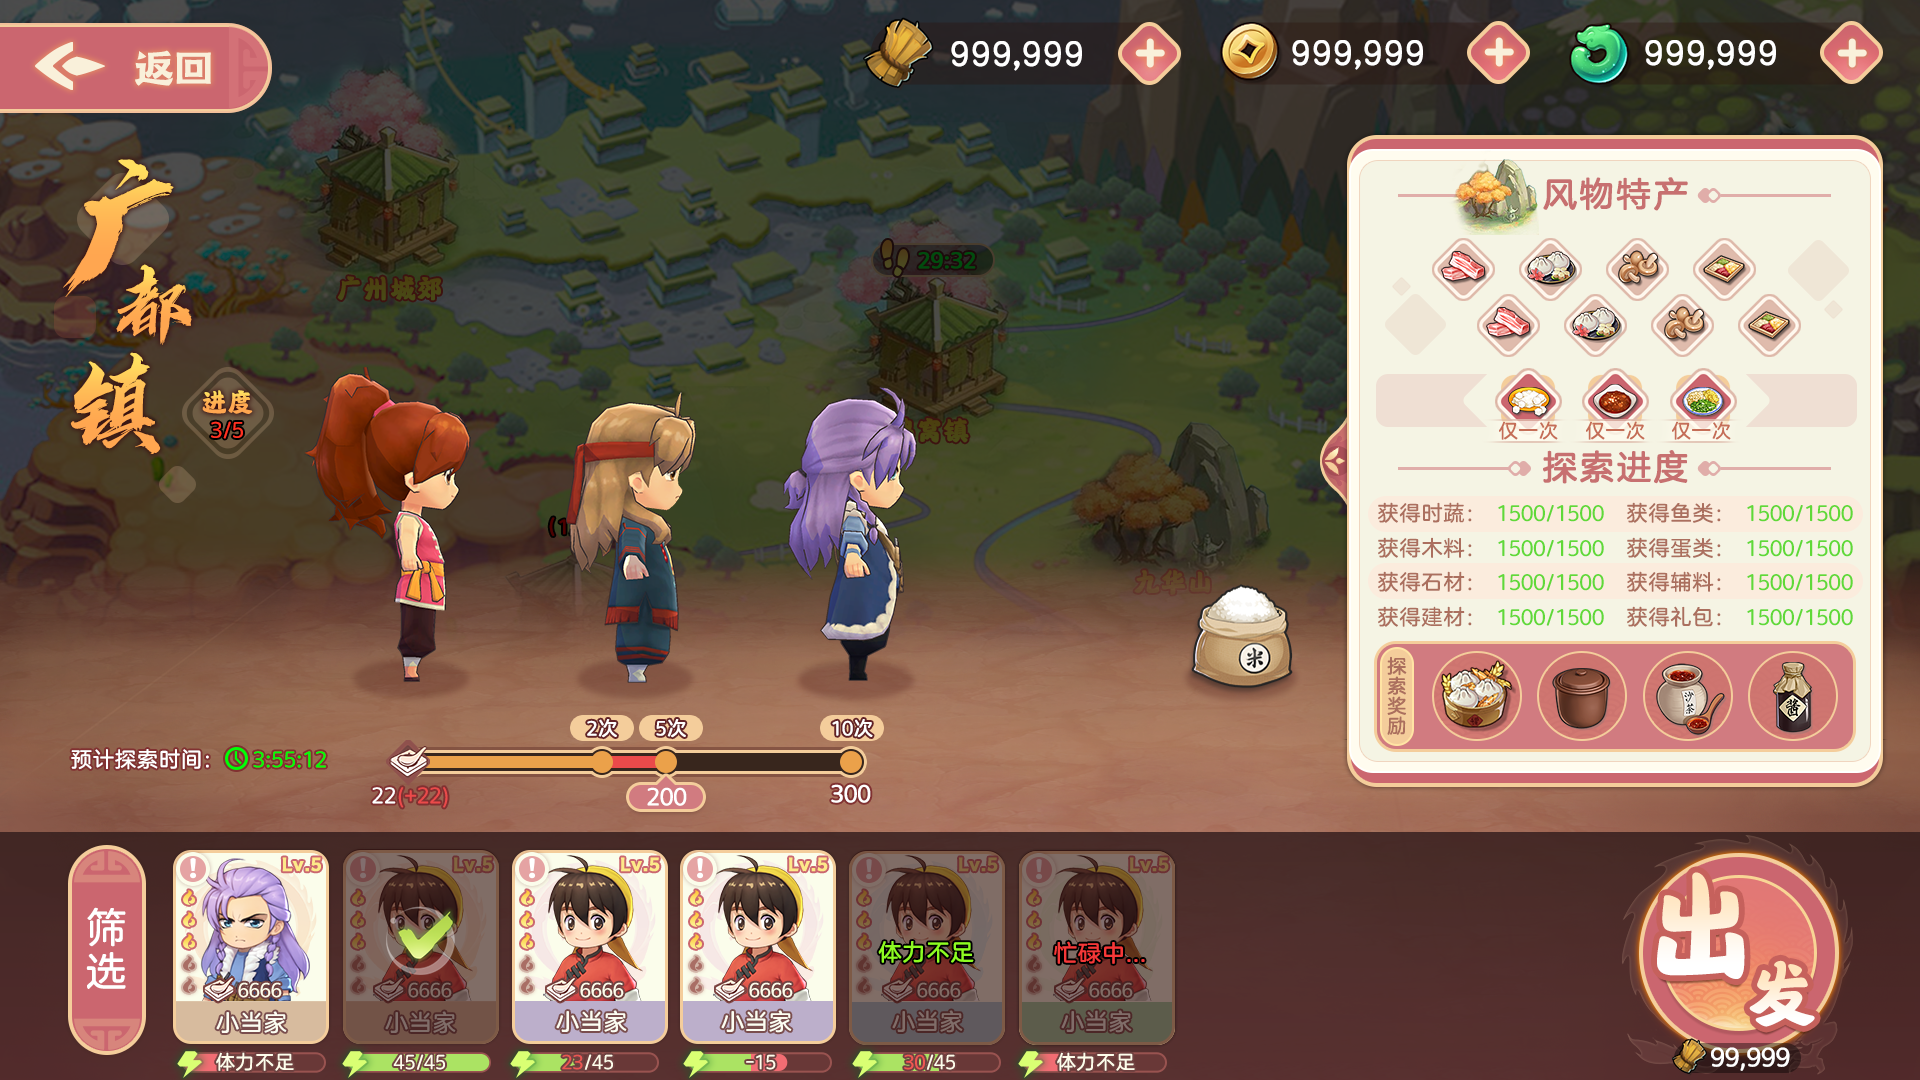 返回
999,999
999,999
999,999
广都镇
进度
3/5
广州城郊
29:32
窝镇
九华山
米
风物特产
仅一次
仅一次
仅一次
探索进度
获得时蔬： 1500/1500 获得鱼类： 1500/1500
获得木料： 1500/1500 获得蛋类： 1500/1500
获得石材： 1500/1500 获得辅料： 1500/1500
获得建材： 1500/1500 获得礼包： 1500/1500
探索奖励
沙茶
酱
2次
5次
10次
预计探索时间： 3:55:12
22(+22)
200
300
筛选
Lv.5
6666
小当家
体力不足
Lv.5
6666
小当家
45/45
Lv.5
6666
小当家
23/45
Lv.5
6666
小当家
-15
Lv.5
体力不足
6666
小当家
30/45
Lv.5
忙碌中...
6666
小当家
体力不足
出发
99,999